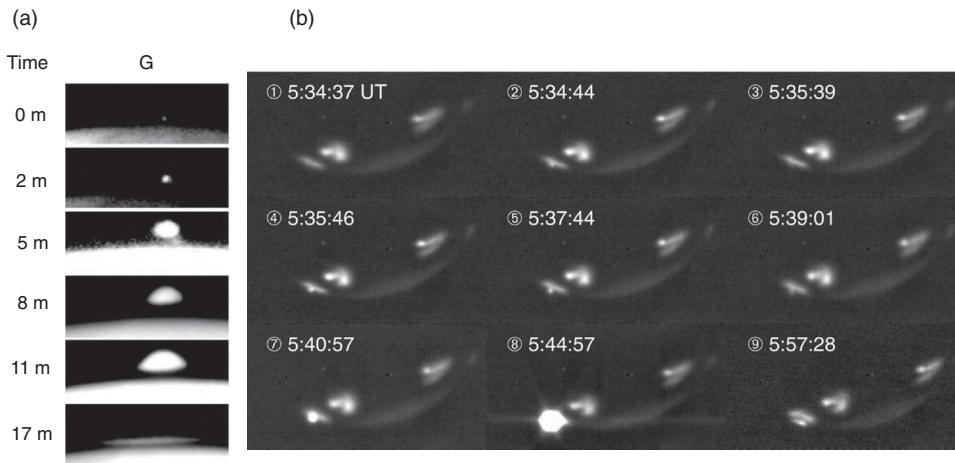 (a)
(b)
Time
G
0 m
2 m
5 m
8 m
11 m
17 m
① 5:34:37 UT
② 5:34:44
③ 5:35:39
④ 5:35:46
⑤ 5:37:44
⑥ 5:39:01
⑦ 5:40:57
⑧ 5:44:57
⑨ 5:57:28